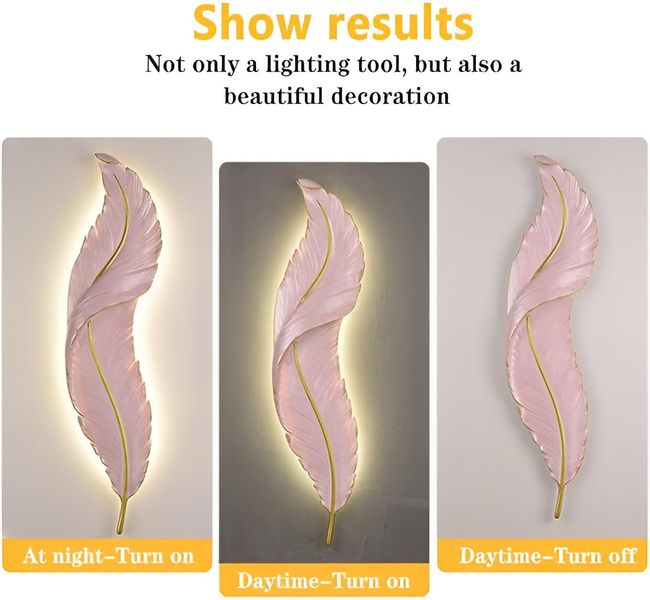 Show results
Not only a lighting tool, but also a
beautiful decoration
At night-Turn on
Daytime-Turn on
Daytime-Turn off